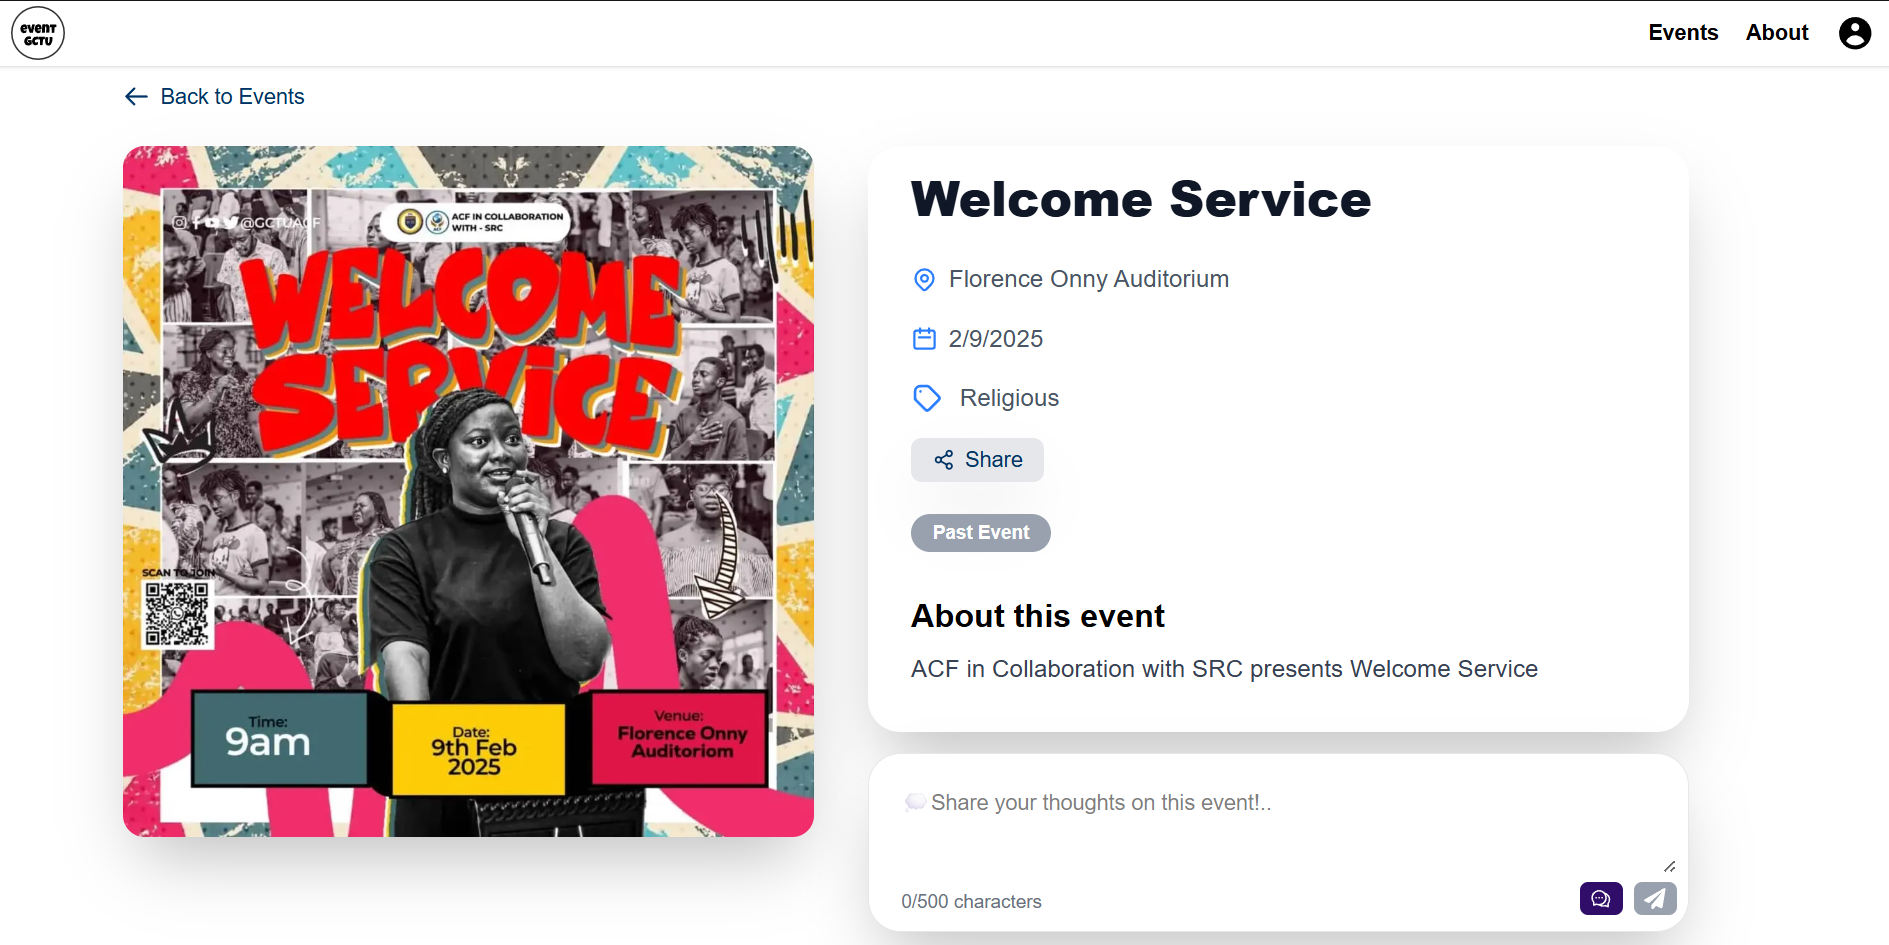 event
GCTU
Events
About
Back to Events
@GCTUACF
ACF IN COLLABORATION
WITH - SRC
WELCOME
SERVICE
SCAN TO JOIN
Time:
9am
Date:
9th Feb
2025
Venue:
Florence Onny
Auditoriom
Welcome Service
Florence Onny Auditorium
2/9/2025
Religious
Share
Past Event
About this event
ACF in Collaboration with SRC presents Welcome Service
Share your thoughts on this event!..
0/500 characters